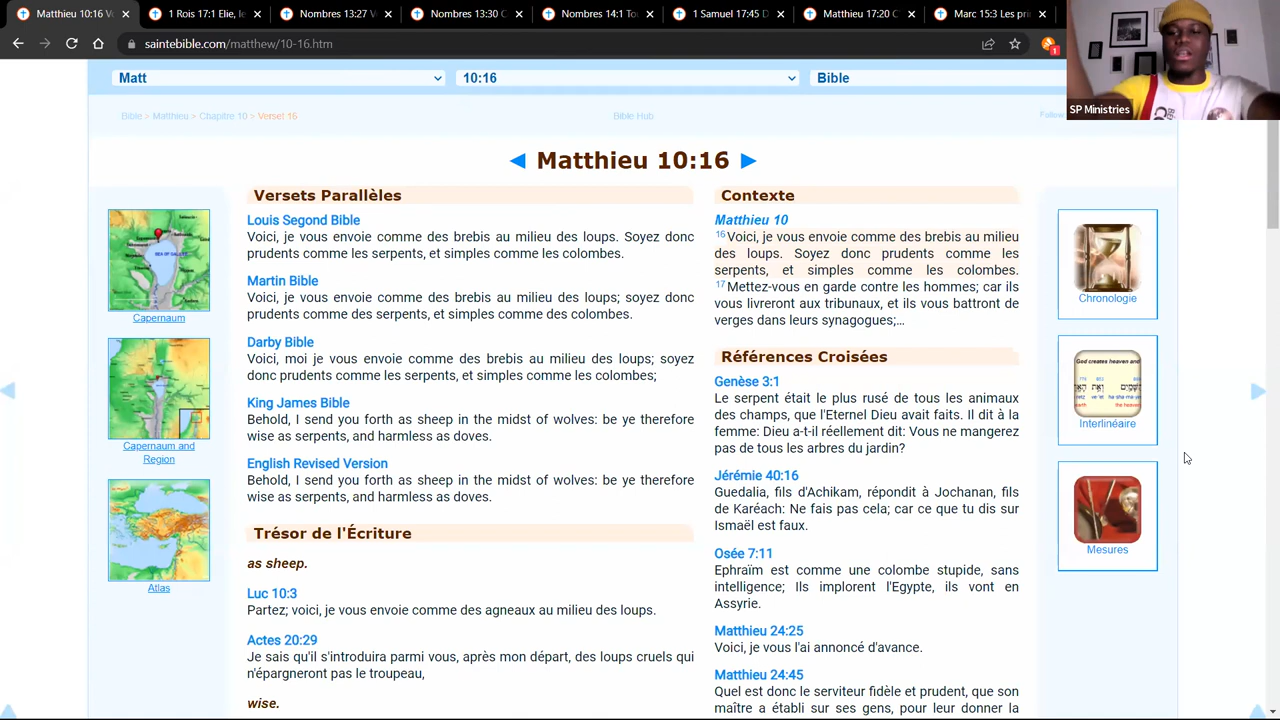 Matthieu 10:16 V
1 Rois 17:1 Elie, le
Nombres 13:27 V
Nombres 13:30 C
Nombres 14:1 To
1 Samuel 17:45 D
Matthieu 17:20 C
Marc 15:3 Les pri
saintebible.com/matthew/10-16.htm
1
SP Ministries
Matt
10:16
Bible
Bible > Matthieu > Chapitre 10 > Verset 16
Bible Hub
Follow
Matthieu 10:16
Capernaum
Capernaum and
Region
Atlas
Versets Parallèles
Louis Segond Bible
Voici, je vous envoie comme des brebis au milieu des loups. Soyez donc
prudents comme les serpents, et simples comme les colombes.
Martin Bible
Voici, je vous envoie comme des brebis au milieu des loups; soyez donc
prudents comme des serpents, et simples comme des colombes.
Darby Bible
Voici, moi je vous envoie comme des brebis au milieu des loups; soyez
donc prudents comme les serpents, et simples comme les colombes;
King James Bible
Behold, I send you forth as sheep in the midst of wolves: be ye therefore
wise as serpents, and harmless as doves.
English Revised Version
Behold, I send you forth as sheep in the midst of wolves: be ye therefore
wise as serpents, and harmless as doves.
Trésor de l'Écriture
as sheep.
Luc 10:3
Partez; voici, je vous envoie comme des agneaux au milieu des loups.
Actes 20:29
Je sais qu'il s'introduira parmi vous, après mon départ, des loups cruels qui
n'épargneront pas le troupeau,
wise.
Contexte
Matthieu 10
16Voici, je vous envoie comme des brebis au milieu
des loups. Soyez donc prudents comme les
serpents, et simples comme les colombes.
17Mettez-vous en garde contre les hommes; car ils
vous livreront aux tribunaux, et ils vous battront de
verges dans leurs synagogues;…
Références Croisées
Genèse 3:1
Le serpent était le plus rusé de tous les animaux
des champs, que l'Eternel Dieu avait faits. Il dit à la
femme: Dieu a-t-il réellement dit: Vous ne mangerez
pas de tous les arbres du jardin?
Jérémie 40:16
Guedalia, fils d'Achikam, répondit à Jochanan, fils
de Karéach: Ne fais pas cela; car ce que tu dis sur
Ismaël est faux.
Osée 7:11
Ephraïm est comme une colombe stupide, sans
intelligence; Ils implorent l'Egypte, ils vont en
Assyrie.
Matthieu 24:25
Voici, je vous l'ai annoncé d'avance.
Matthieu 24:45
Quel est donc le serviteur fidèle et prudent, que son
maître a établi sur ses gens, pour leur donner la
Chronologie
God creates heaven and
Interlinéaire
Mesures